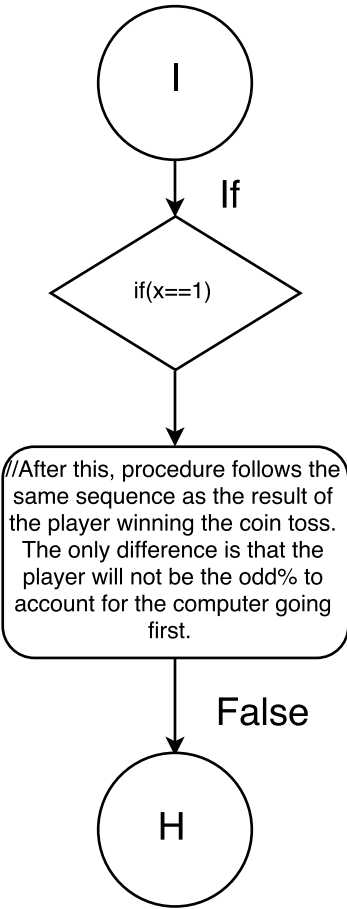 I
If
if(x==1)
//After this, procedure follows the
same sequence as the result of
the player winning the coin toss.
The only difference is that the
player will not be the odd% to
account for the computer going
first.
False
H